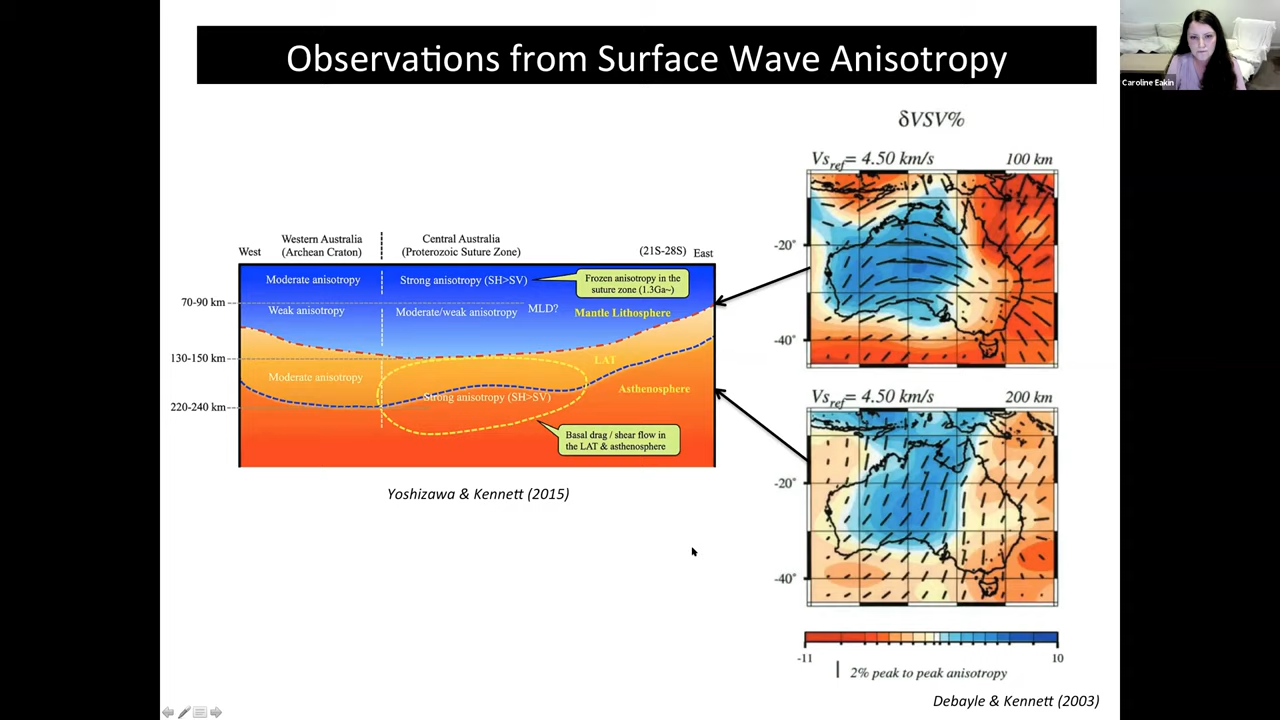 Observations from Surface Wave Anisotropy
Caroline Eakin
δVSV%
Vsref= 4.50 km/s 100 km
-20°
-40°
West
Western Australia
(Archean Craton)
Central Australia
(Proterozoic Suture Zone)
(21S-28S) East
Moderate anisotropy
Strong anisotropy (SH>SV)
Frozen anisotropy in the
suture zone (1.3Ga~)
70-90 km
Weak anisotropy
Moderate/weak anisotropy
MLD?
Mantle Lithosphere
130-150 km
LAT
Moderate anisotropy
Asthenosphere
Strong anisotropy (SH>SV)
220-240 km
Basal drag / shear flow in
the LAT & asthenosphere
Yoshizawa & Kennett (2015)
Vsref= 4.50 km/s 200 km
-20°
-40°
-11 10
2% peak to peak anisotropy
Debayle & Kennett (2003)